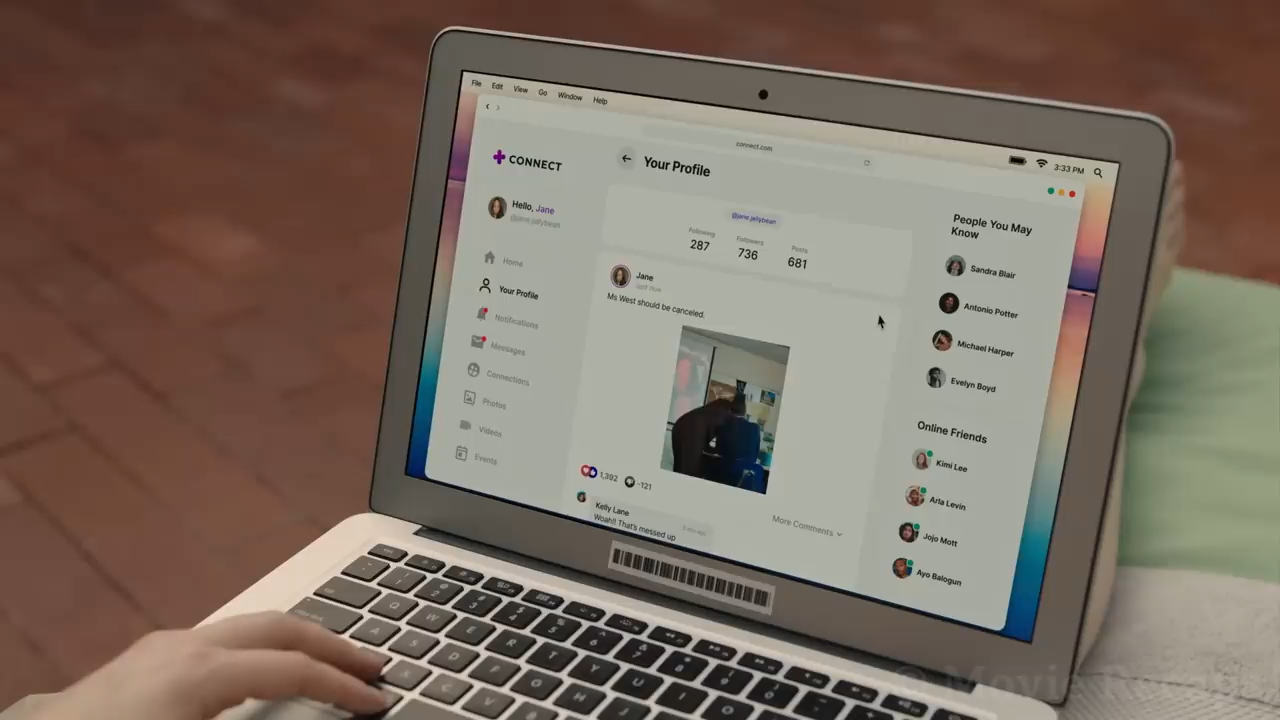 File Edit View Go Window Help
3:33 PM
connect.com
CONNECT
Your Profile
Hello, Jane
@jane.jellybean
Home
Your Profile
Notifications
Messages
Connections
Photos
Videos
Events
@jane.jellybean
Following
287
Followers
736
Posts
681
Jane
Ms West should be canceled.
1,392
-121
Kelly Lane
Woah!! That's messed up
More Comments
People You May
Know
Sandra Blair
Antonio Potter
Michael Harper
Evelyn Boyd
Online Friends
Kimi Lee
Arla Levin
Jojo Mott
Ayo Balogun